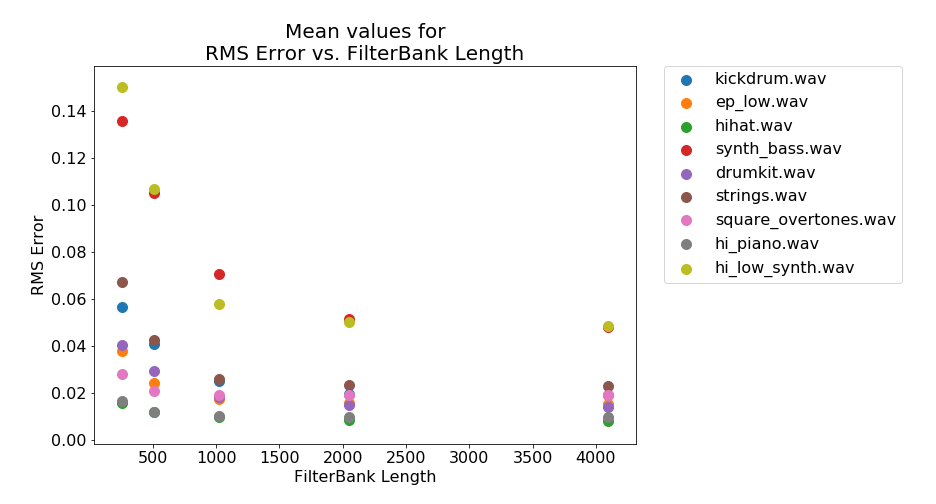 Mean values for
RMS Error vs. FilterBank Length
RMS Error
0.14
0.12
0.10
0.08
0.06
0.04
0.02
0.00
500 1000 1500 2000 2500 3000 3500 4000
FilterBank Length
kickdrum.wav
ep_low.wav
hihat.wav
synth_bass.wav
drumkit.wav
strings.wav
square_overtones.wav
hi_piano.wav
hi_low_synth.wav